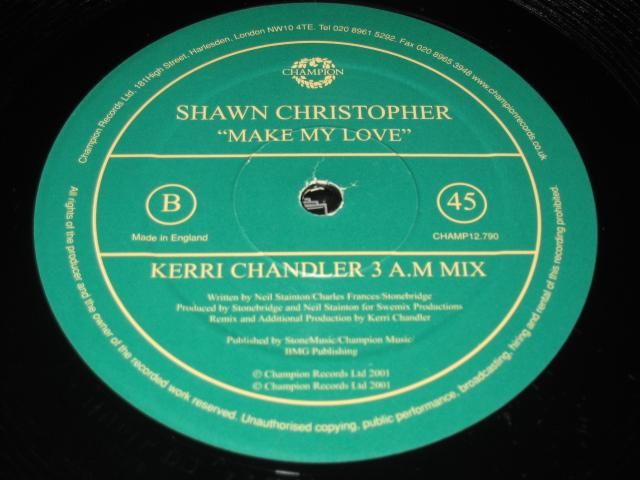 Champion Records Ltd, 181High Street, Harlesden, London NW10 4TE. Tel 020 8961 5202. Fax 020 8965 3948 www.championrecords.co.uk
CHAMPION
SHAWN CHRISTOPHER
“MAKE MY LOVE”
B
45
Made in England
CHAMP12.790
KERRI CHANDLER 3 A.M MIX
Written by Neil Stainton/Charles Frances/Stonebridge
Produced by Stonebridge and Neil Stainton for Swemix Productions
Remix and Additional Production by Kerri Chandler
Published by StoneMusic/Champion Music/
BMG Publishing
℗ Champion Records Ltd 2001
© Champion Records Ltd 2001
All rights of the producer and the owner of the recorded work reserved. Unauthorised copying, public performance, broadcasting, hiring and rental of this recording prohibited.